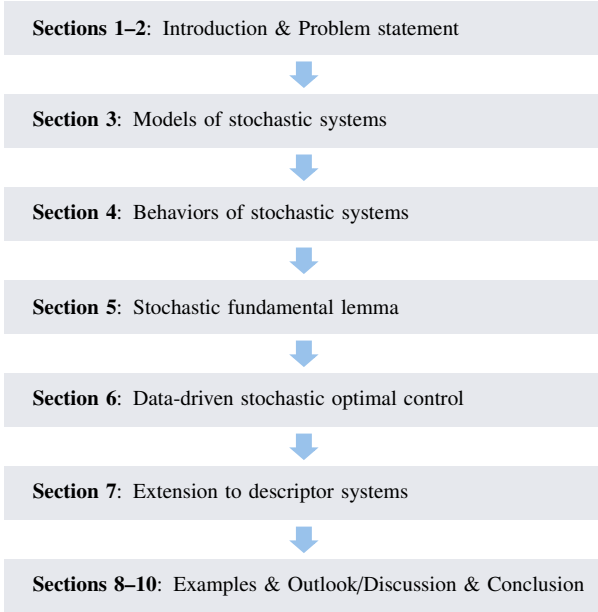 Sections 1–2: Introduction & Problem statement
Section 3: Models of stochastic systems
Section 4: Behaviors of stochastic systems
Section 5: Stochastic fundamental lemma
Section 6: Data-driven stochastic optimal control
Section 7: Extension to descriptor systems
Sections 8–10: Examples & Outlook/Discussion & Conclusion